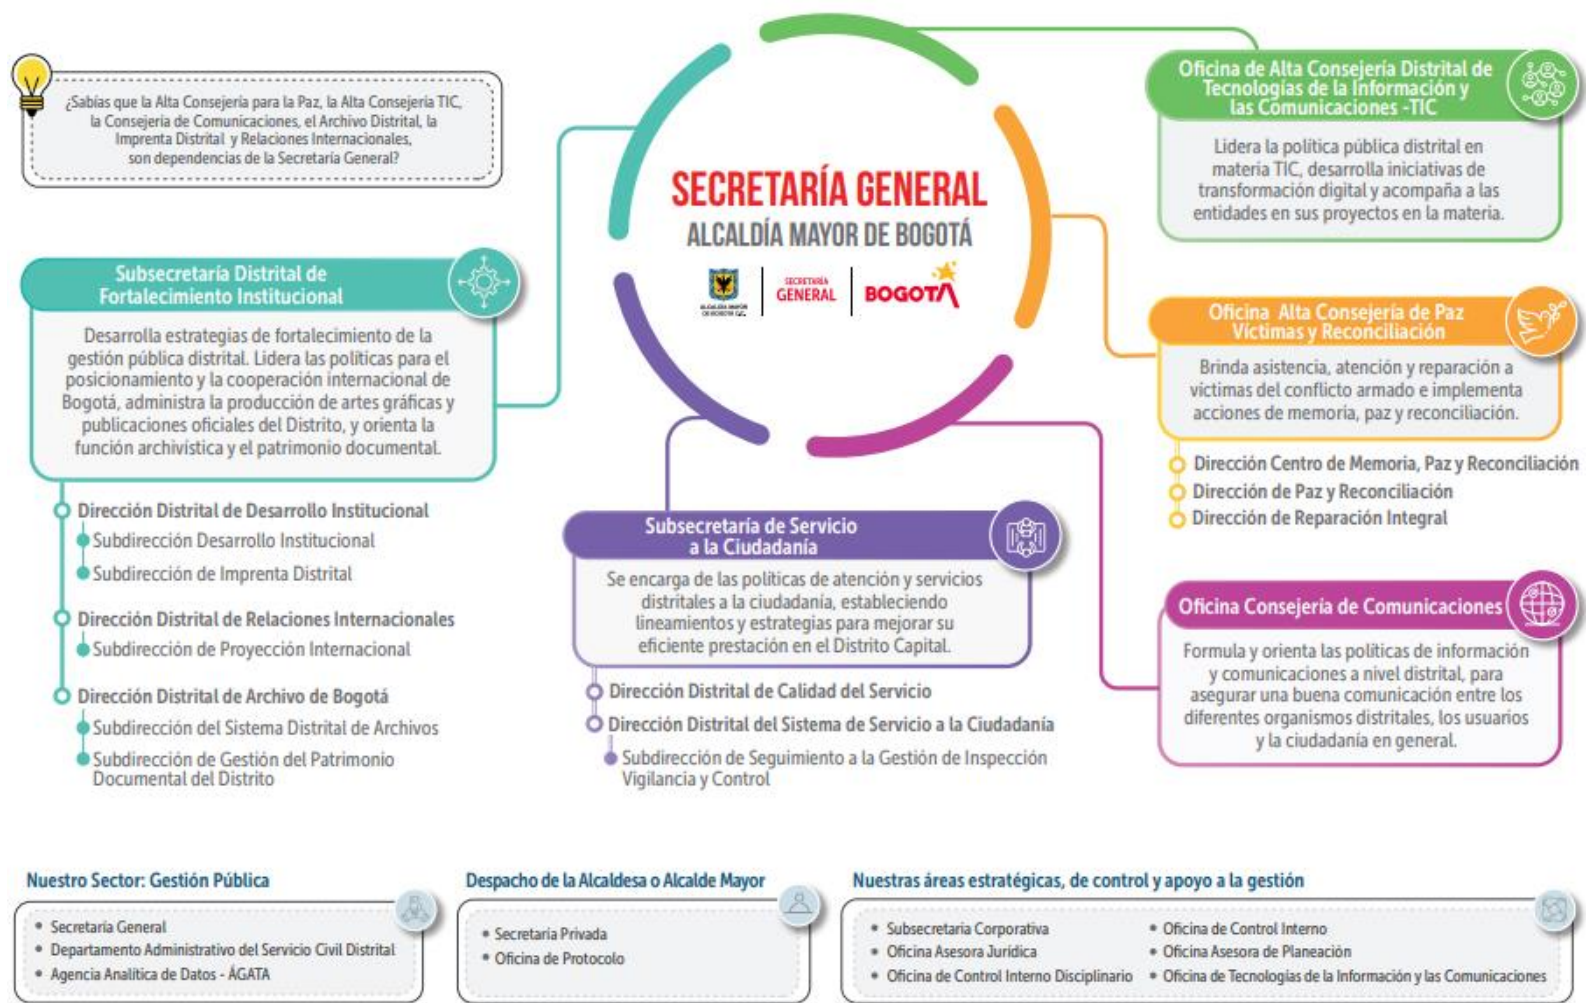 ¿Sabías que la Alta Consejería para la Paz, la Alta Consejería TIC,
la Consejería de Comunicaciones, el Archivo Distrital, la
Imprenta Distrital y Relaciones Internacionales,
son dependencias de la Secretaría General?
SECRETARÍA GENERAL
ALCALDÍA MAYOR DE BOGOTÁ
ALCALDÍA MAYOR
DE BOGOTÁ D.C.
SECRETARÍA
GENERAL
BOGOTÁ
Oficina de Alta Consejería Distrital de
Tecnologías de la Información y
las Comunicaciones -TIC
Lidera la política pública distrital en
materia TIC, desarrolla iniciativas de
transformación digital y acompaña a las
entidades en sus proyectos en la materia.
Subsecretaría Distrital de
Fortalecimiento Institucional
Desarrolla estrategias de fortalecimiento de la
gestión pública distrital. Lidera las políticas para el
posicionamiento y la cooperación internacional de
Bogotá, administra la producción de artes gráficas y
publicaciones oficiales del Distrito, y orienta la
función archivística y el patrimonio documental.
Dirección Distrital de Desarrollo Institucional
Subdirección Desarrollo Institucional
Subdirección de Imprenta Distrital
Dirección Distrital de Relaciones Internacionales
Subdirección de Proyección Internacional
Dirección Distrital de Archivo de Bogotá
Subdirección del Sistema Distrital de Archivos
Subdirección de Gestión del Patrimonio
Documental del Distrito
Subsecretaría de Servicio
a la Ciudadanía
Se encarga de las políticas de atención y servicios
distritales a la ciudadanía, estableciendo
lineamientos y estrategias para mejorar su
eficiente prestación en el Distrito Capital.
Dirección Distrital de Calidad del Servicio
Dirección Distrital del Sistema de Servicio a la Ciudadanía
Subdirección de Seguimiento a la Gestión de Inspección
Vigilancia y Control
Oficina Alta Consejería de Paz
Víctimas y Reconciliación
Brinda asistencia, atención y reparación a
víctimas del conflicto armado e implementa
acciones de memoria, paz y reconciliación.
Dirección Centro de Memoria, Paz y Reconciliación
Dirección de Paz y Reconciliación
Dirección de Reparación Integral
Oficina Consejería de Comunicaciones
Formula y orienta las políticas de información
y comunicaciones a nivel distrital, para
asegurar una buena comunicación entre los
diferentes organismos distritales, los usuarios
y la ciudadanía en general.
Nuestro Sector: Gestión Pública
• Secretaría General
• Departamento Administrativo del Servicio Civil Distrital
• Agencia Analítica de Datos - ÁGATA
Despacho de la Alcaldesa o Alcalde Mayor
• Secretaría Privada
• Oficina de Protocolo
Nuestras áreas estratégicas, de control y apoyo a la gestión
• Subsecretaria Corporativa
• Oficina Asesora Jurídica
• Oficina de Control Interno Disciplinario
• Oficina de Control Interno
• Oficina Asesora de Planeación
• Oficina de Tecnologías de la Información y las Comunicaciones